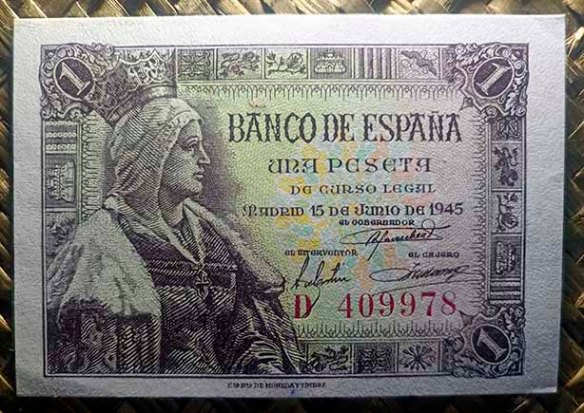 1 1
BANCO DE ESPAÑA
UNA PESETA
DE CURSO LEGAL
MADRID 15 DE JUNIO DE 1945
EL GOBERNADOR
EL INTERVENTOR EL CAJERO
D 409978
1